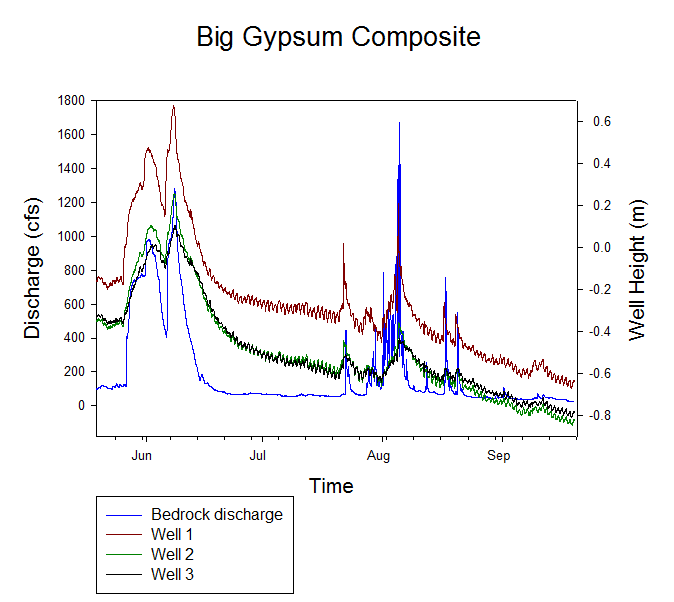 Big Gypsum Composite
1800
1600
1400
1200
1000
800
600
400
200
0
Discharge (cfs)
0.6
0.4
0.2
0.0
-0.2
-0.4
-0.6
-0.8
Well Height (m)
Jun Jul Aug Sep
Time
Bedrock discharge
Well 1
Well 2
Well 3